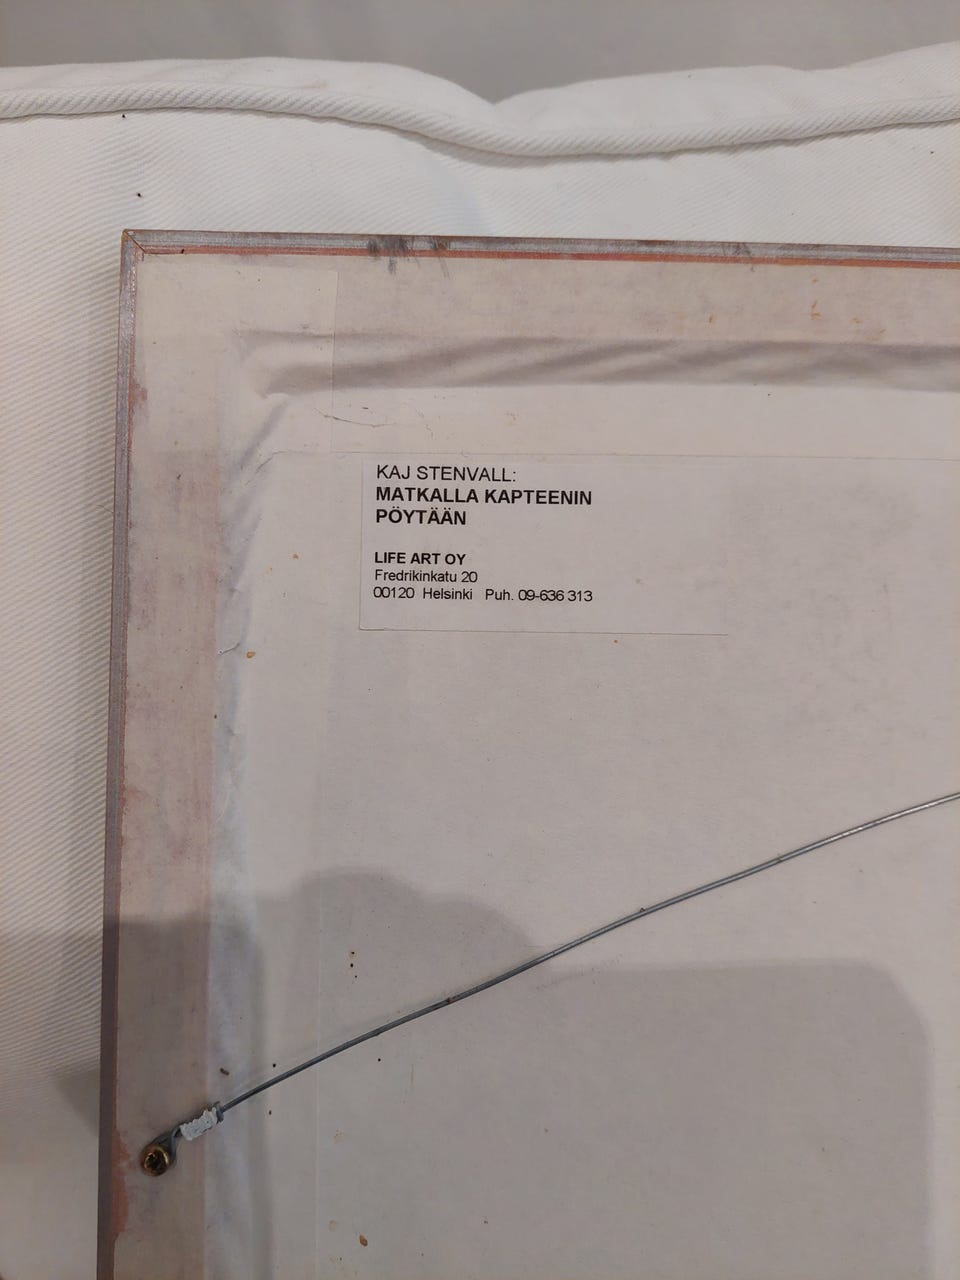 KAJ STENVALL:
MATKALLA KAPTEENIN
PÖYTÄÄN
LIFE ART OY
Fredrikinkatu 20
00120 Helsinki Puh. 09-636 313